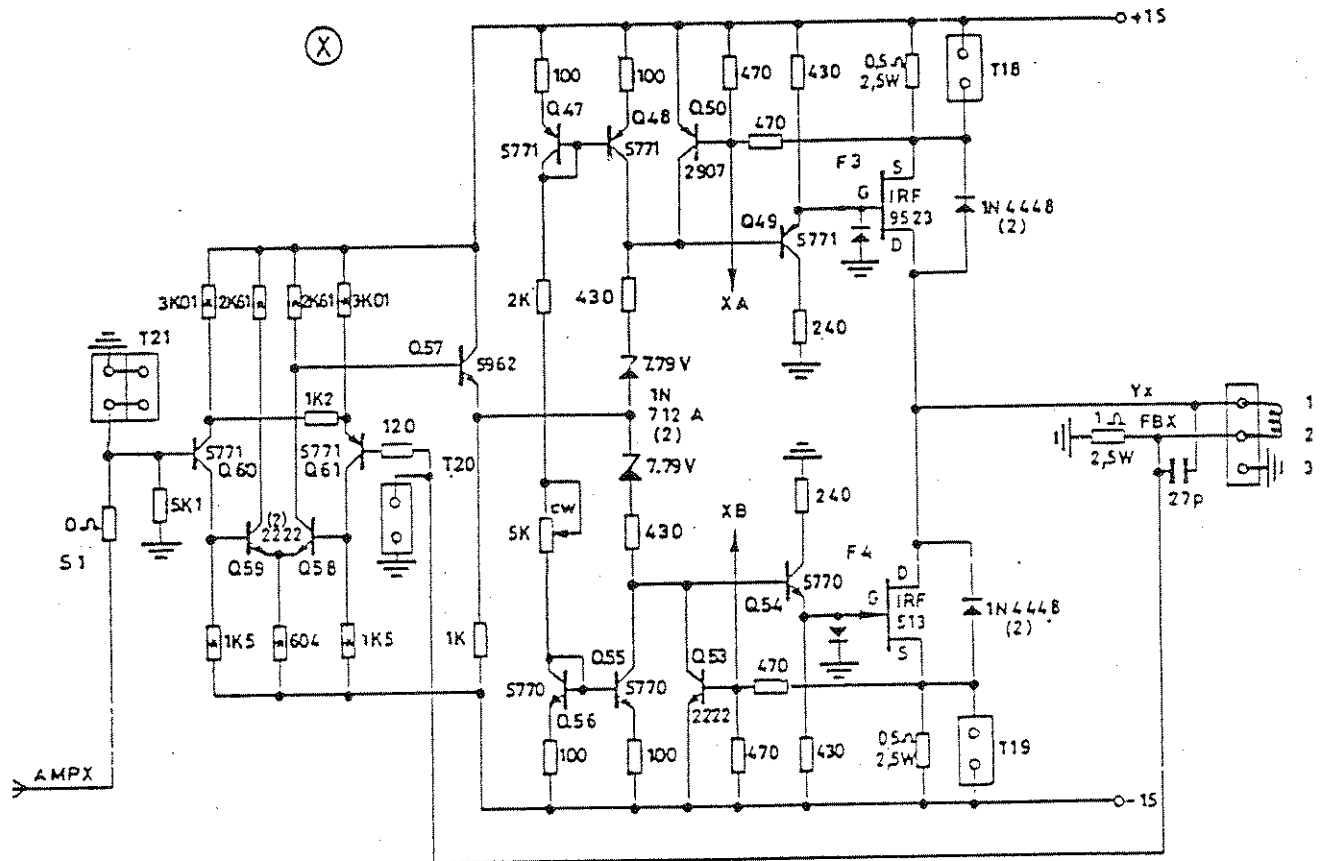 X
+15
100
100
470
430
0.5Ω
2,5W
T18
Q47
Q48
Q50
5771
5771
2907
470
F3
S
G
IRF
9523
D
1N4448
(2)
Q49
5771
3K01
2K61
2K61
3K01
2K
430
XA
240
T21
Q57
5962
7.79V
1N
712A
(2)
7.79V
1K2
120
5771
Q60
5771
Q61
T20
Yx
1Ω
FBX
2,5W
27p
1
2
3
5K1
0Ω
S1
(2)
2222
Q59
Q58
cw
5K
430
XB
240
F4
D
G
IRF
513
S
1N4448
(2)
5770
Q54
1K5
604
1K5
1K
Q55
Q53
470
5770
Q56
5770
2222
100
100
470
430
0.5Ω
2,5W
T19
AMPX
-15